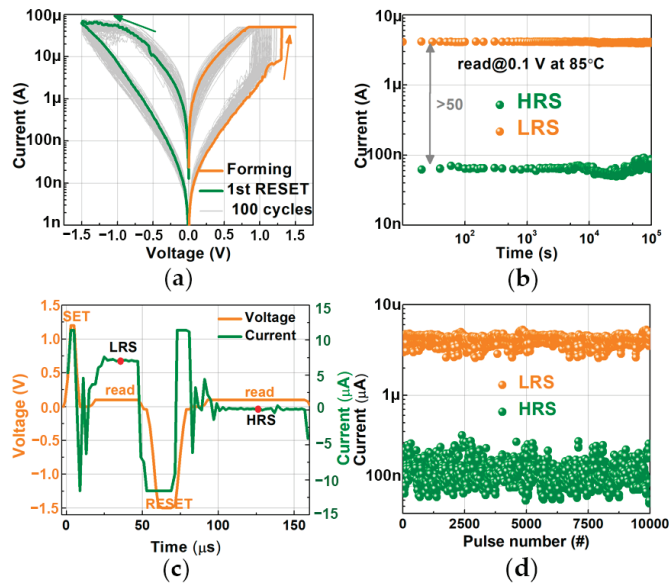 100μ
10μ
1μ
100n
10n
1n
Current (A)
Forming
1st RESET
100 cycles
−1.5 −1.0 −0.5 0.0 0.5 1.0 1.5
Voltage (V)
(a)
10μ
1μ
100n
10n
Current (A)
read@0.1 V at 85°C
>50
HRS
LRS
10² 10³ 10⁴ 10⁵
Time (s)
(b)
1.5
1.0
0.5
0.0
−0.5
−1.0
−1.5
Voltage (V)
SET
LRS
Voltage
Current
read
read
HRS
RESET
15
10
5
0
−5
−10
−15
Current (μA)
0 50 100 150
Time (μs)
(c)
10μ
1μ
100n
Current (μA)
LRS
HRS
0 2500 5000 7500 10000
Pulse number (#)
(d)